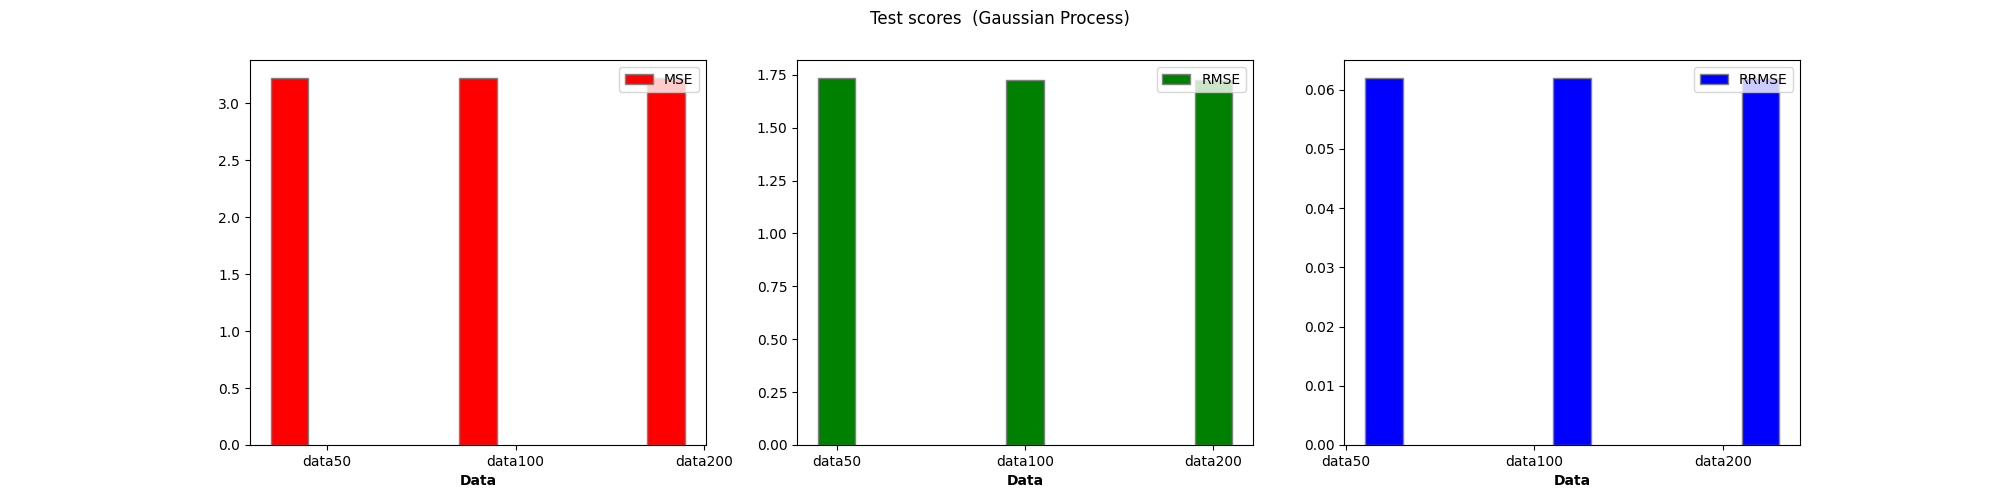 Test scores  (Gaussian Process)
MSE
3.0
2.5
2.0
1.5
1.0
0.5
0.0
data50 data100 data200
Data
RMSE
1.75
1.50
1.25
1.00
0.75
0.50
0.25
0.00
data50 data100 data200
Data
RRMSE
0.06
0.05
0.04
0.03
0.02
0.01
0.00
data50 data100 data200
Data